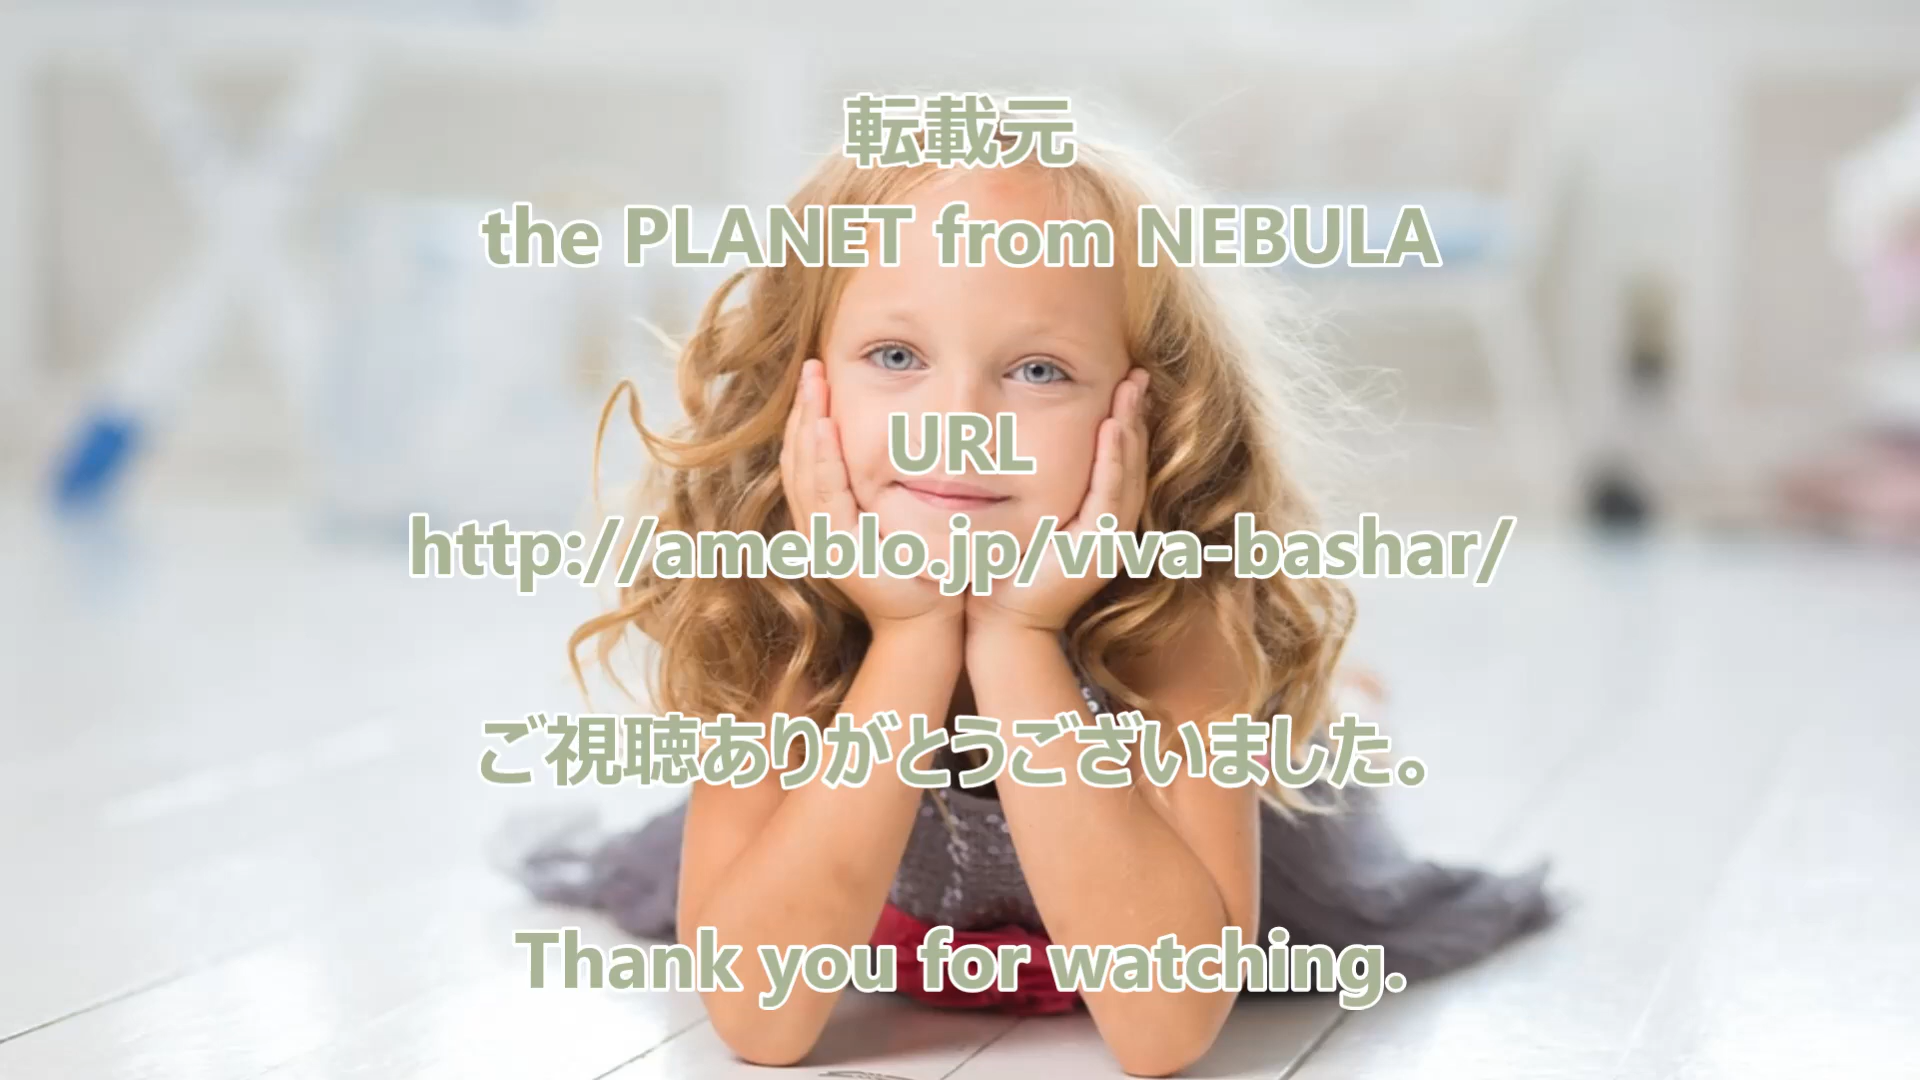 転載元
the PLANET from NEBULA
URL
http://ameblo.jp/viva-bashar/
ご視聴ありがとうございました。
Thank you for watching.